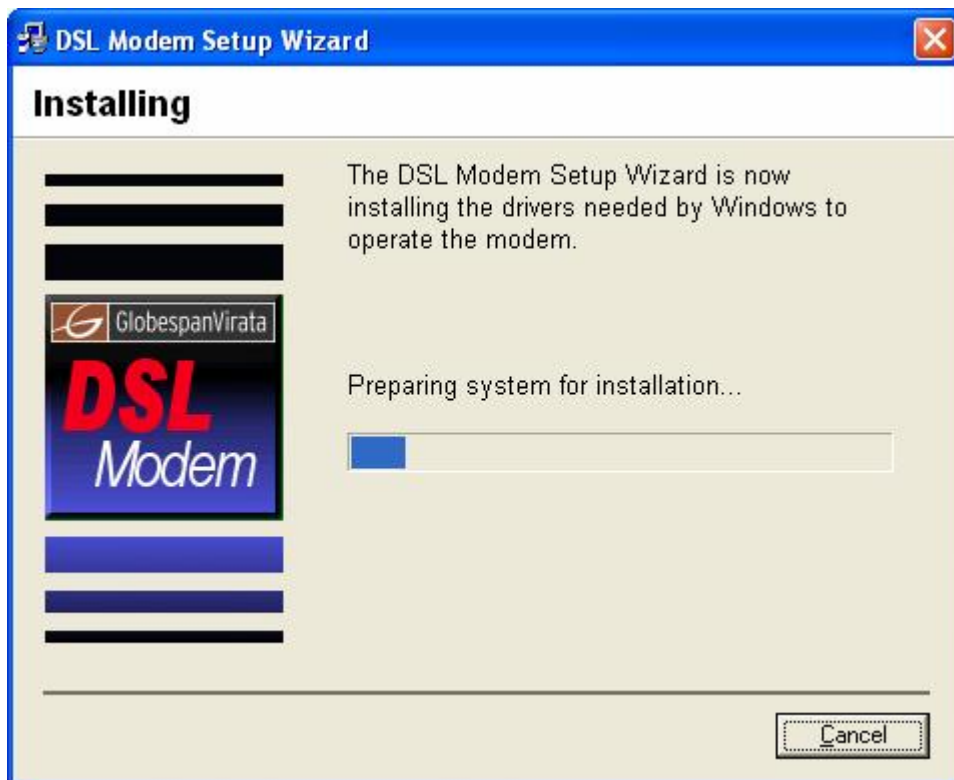 DSL Modem Setup Wizard
Installing
The DSL Modem Setup Wizard is now
installing the drivers needed by Windows to
operate the modem.
GlobespanVirata
DSL
Modem
Preparing system for installation...
Cancel